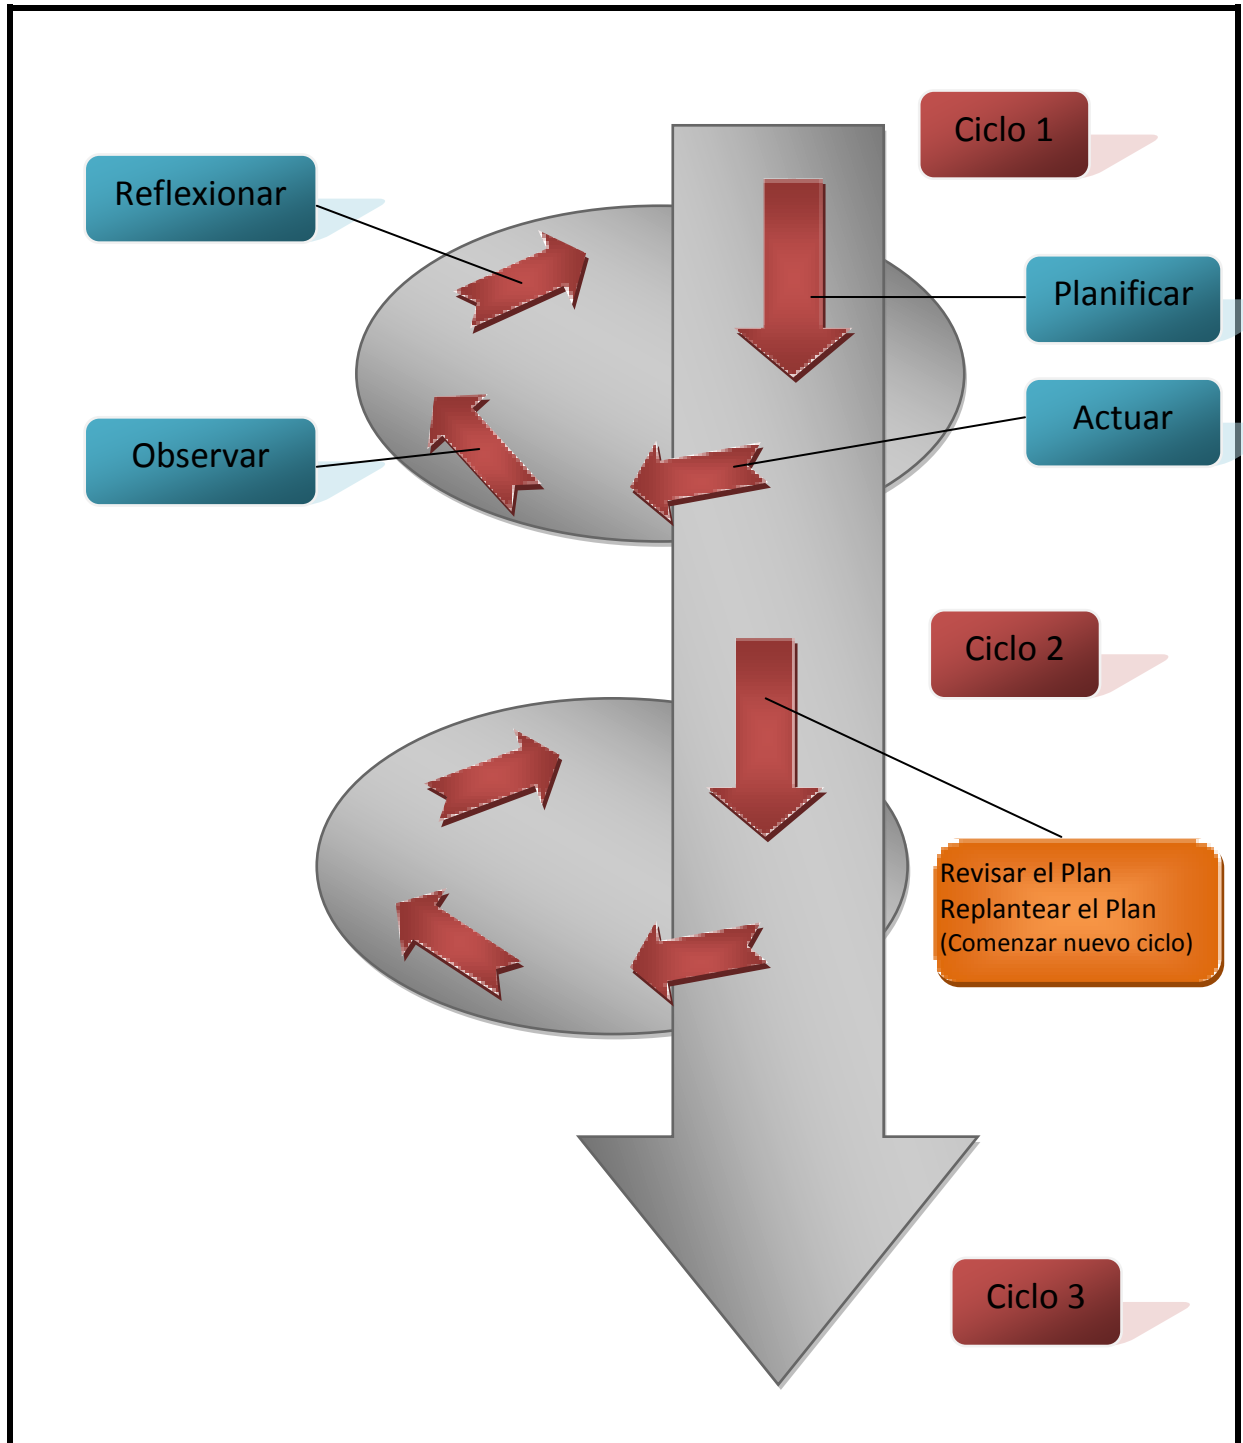 Ciclo 1
Reflexionar
Planificar
Actuar
Observar
Ciclo 2
Revisar el Plan
Replantear el Plan
(Comenzar nuevo ciclo)
Ciclo 3